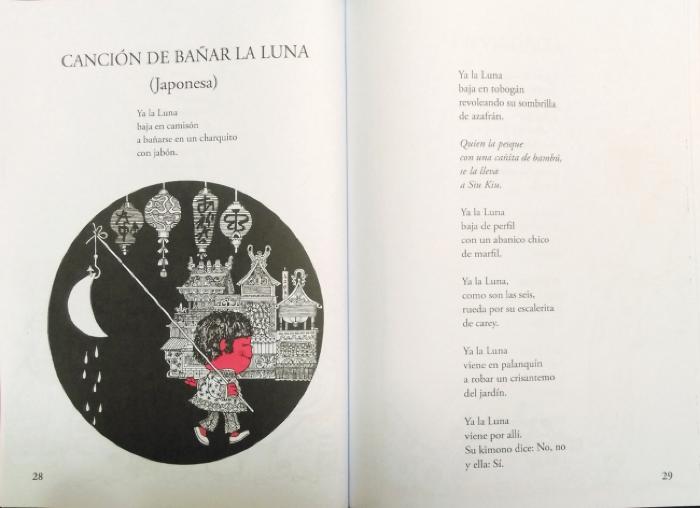 CANCIÓN DE BAÑAR LA LUNA
(Japonesa)
Ya la Luna
baja en camisón
a bañarse en un charquito
con jabón.
28
Ya la Luna
baja en tobogán
revoleando su sombrilla
de azafrán.
Quien la pesque
con una cañita de bambú,
se la lleva
a Siu Kiu.
Ya la Luna
baja de perfil
con un abanico chico
de marfil.
Ya la Luna,
como son las seis,
rueda por su escalerita
de carey.
Ya la Luna
viene en palanquín
a robar un crisantemo
del jardín.
Ya la Luna
viene por allí.
Su kimono dice: No, no
y ella: Sí.
29